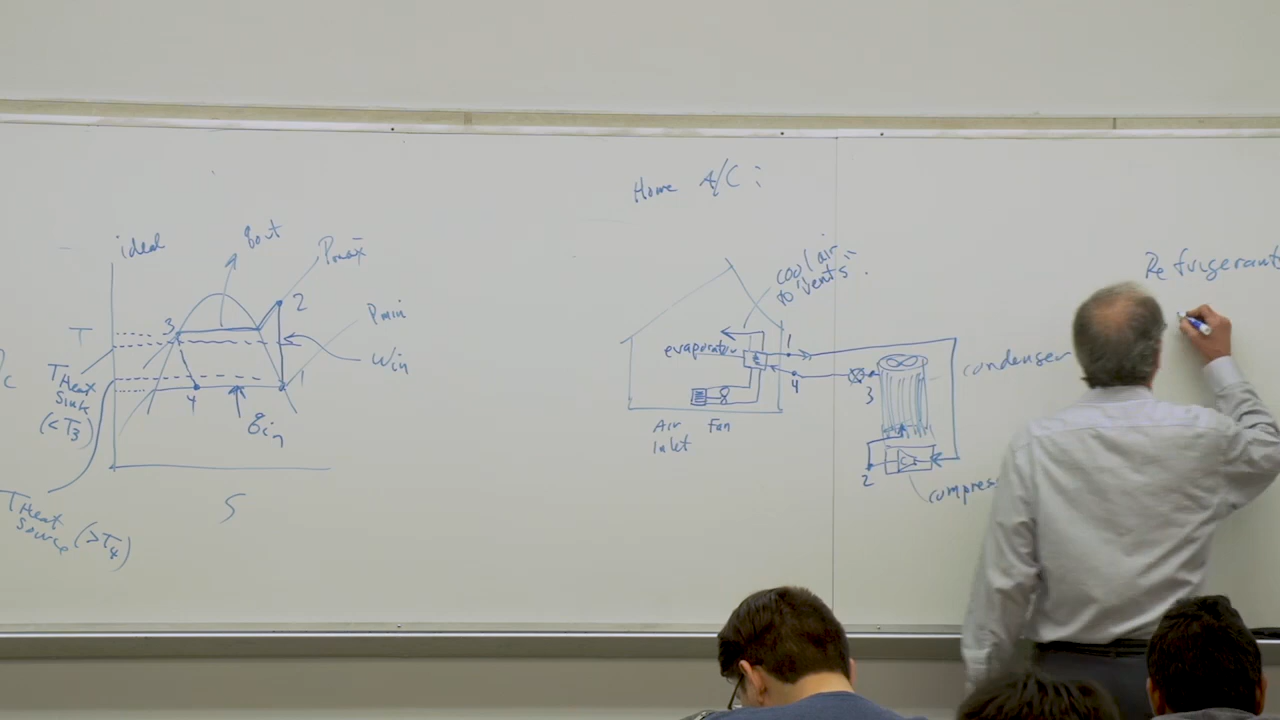 ideal
qout
Pmax
2
3
T
Pmin
win
THeat
Sink
(<T3)
4
1
qin
C
S
THeat
Source (>T4)
Home A/C:
cool air
to vents
evaporator
1
4
3
condenser
Air
Inlet
Fan
2
C
compress
Refrigerant